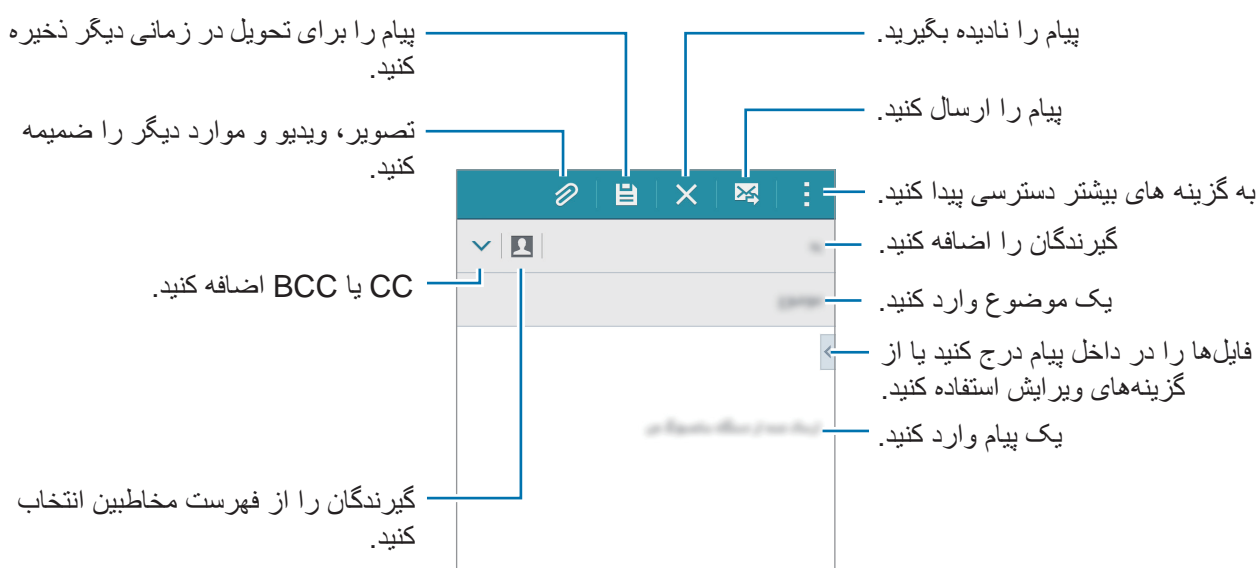 پیام را برای تحویل در زمانی دیگر ذخیره
کنید.
تصویر، ویدیو و موارد دیگر را ضمیمه
کنید.
CC یا BCC اضافه کنید.
گیرندگان را از فهرست مخاطبین انتخاب
کنید.
پیام را نادیده بگیرید.
پیام را ارسال کنید.
به گزینه های بیشتر دسترسی پیدا کنید.
گیرندگان را اضافه کنید.
یک موضوع وارد کنید.
فایل‌ها را در داخل پیام درج کنید یا از
گزینه‌های ویرایش استفاده کنید.
یک پیام وارد کنید.